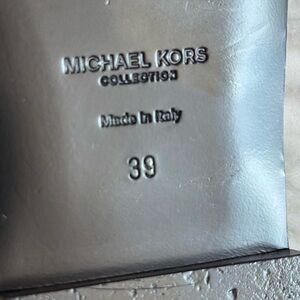 MICHAEL KORS
COLLECTION
Made in Italy
39